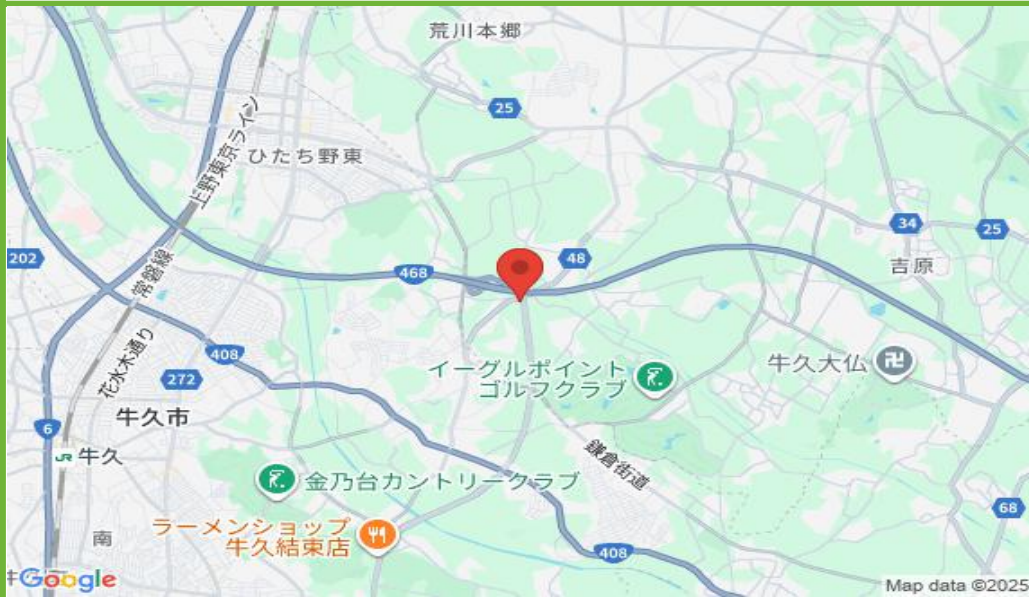 荒川本郷
25
ひたち野東
上野東京ライン
34
25
202
48
吉原
468
常磐線
408
花水木通り
272
イーグルポイント
ゴルフクラブ
牛久大仏
牛久市
6
JR 牛久
鎌倉街道
金乃台カントリークラブ
68
ラーメンショップ
牛久結束店
南
408
Google
Map data ©2025